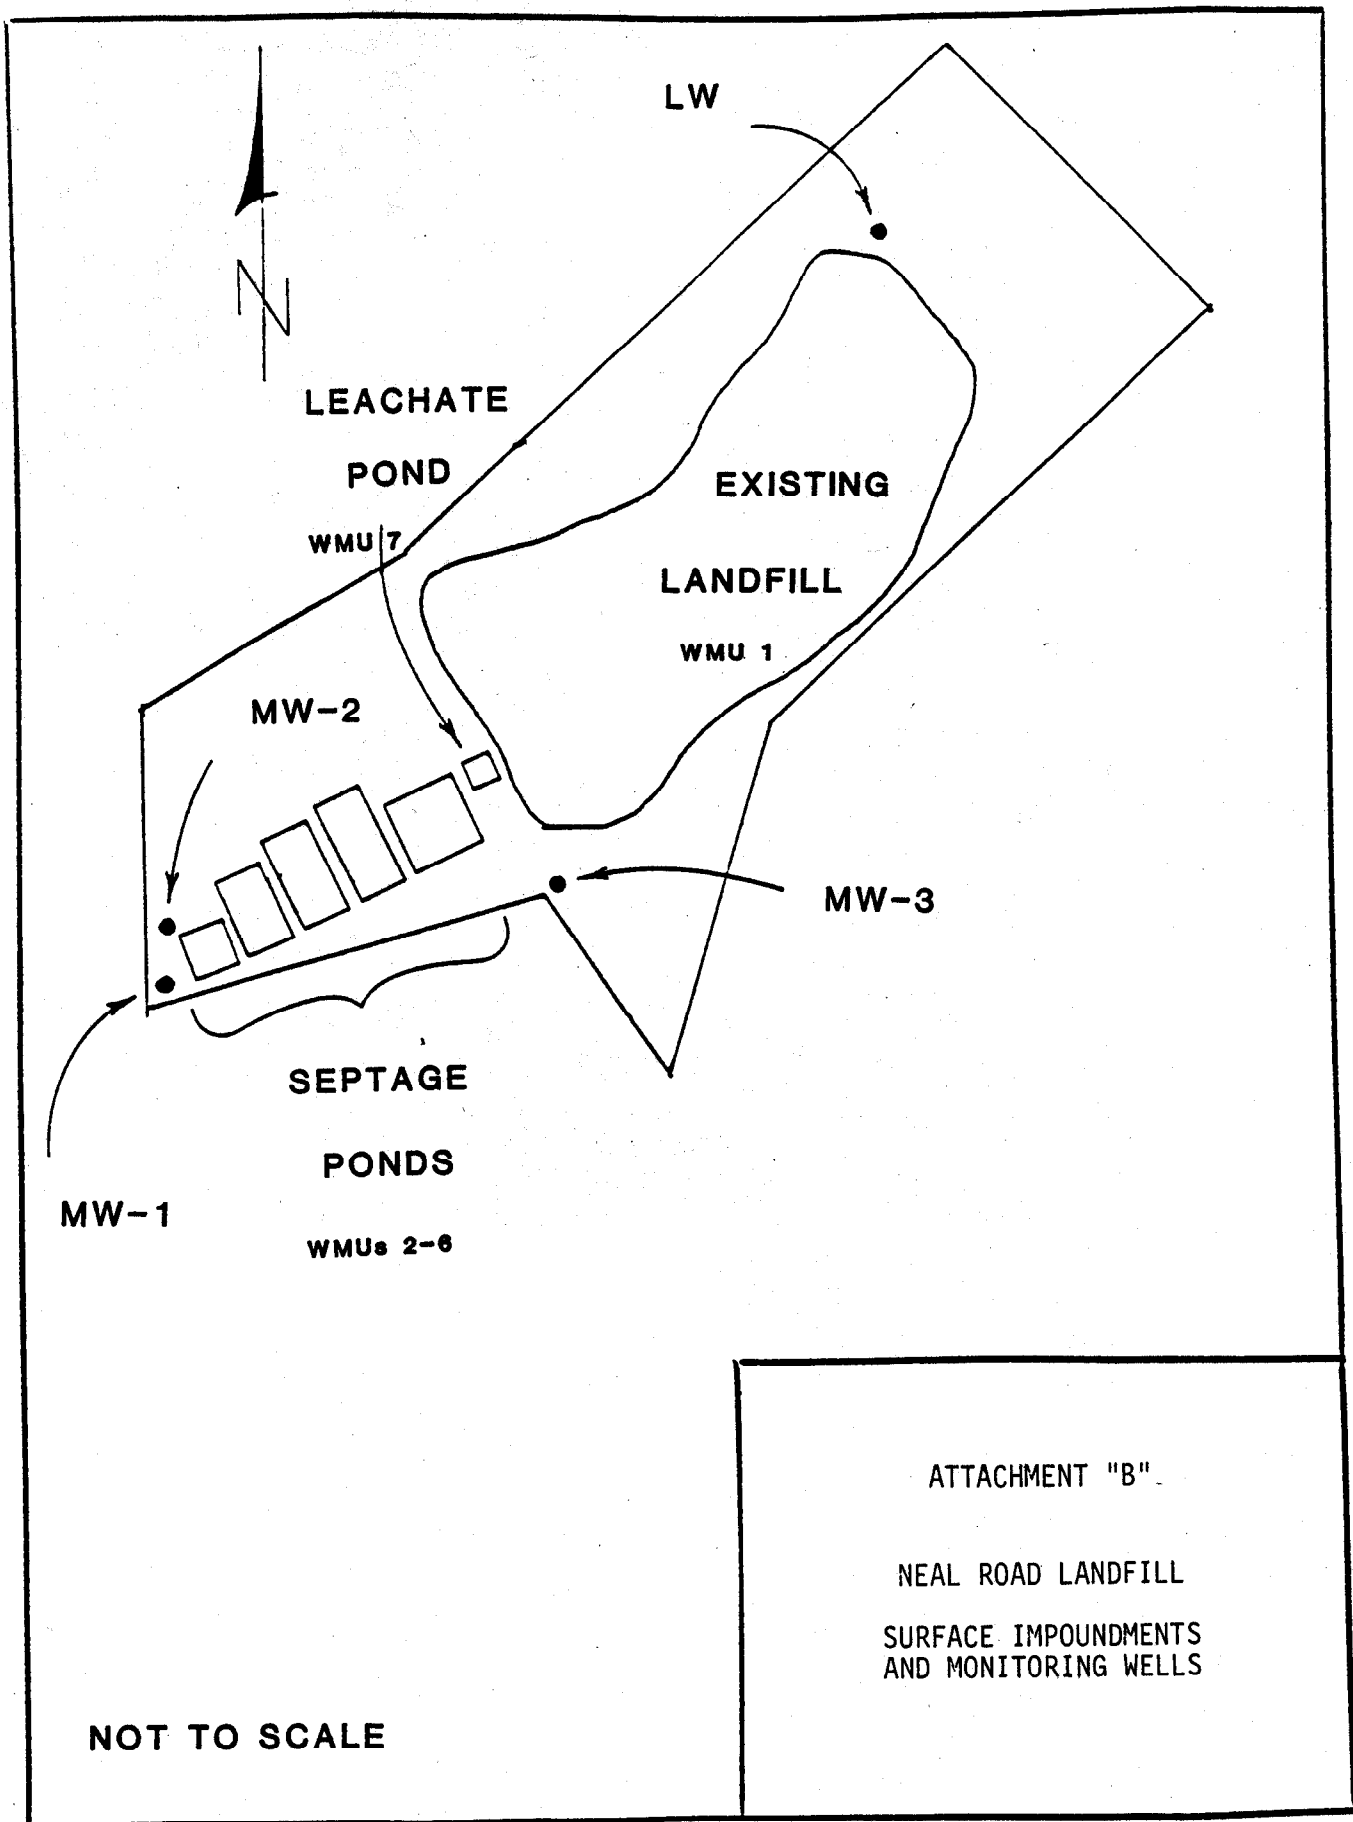 LW
N
LEACHATE
POND
WMU 7
EXISTING
LANDFILL
WMU 1
MW-2
MW-3
SEPTAGE
PONDS
WMUs 2-6
MW-1
ATTACHMENT "B"
NEAL ROAD LANDFILL
SURFACE IMPOUNDMENTS
AND MONITORING WELLS
NOT TO SCALE